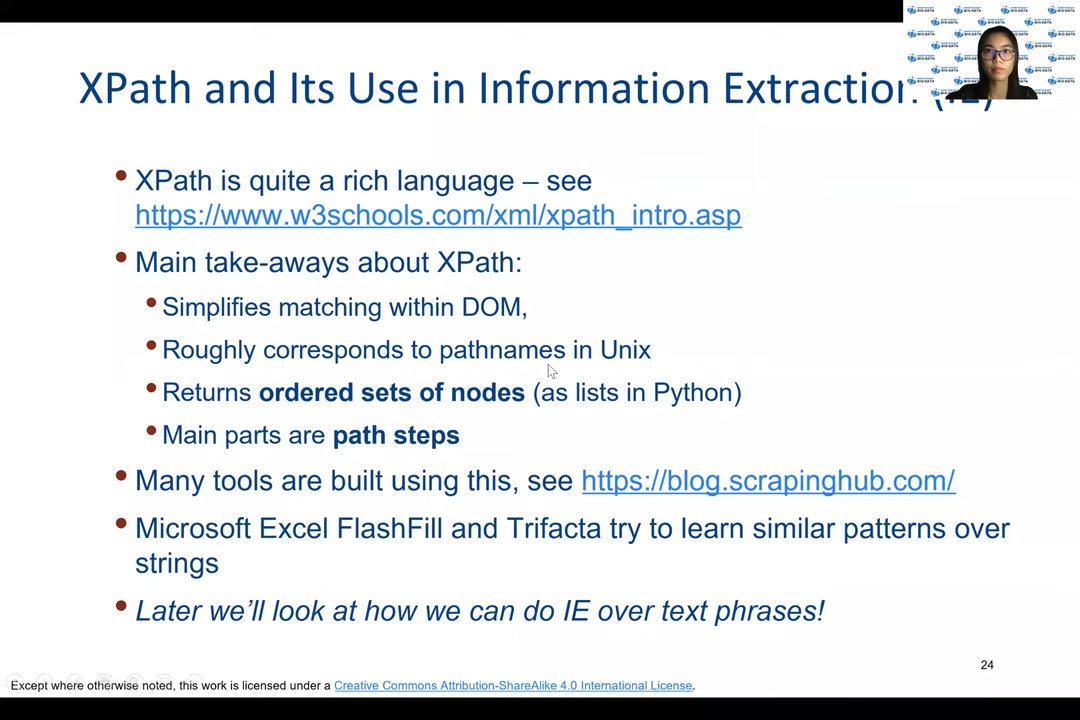 XPath and Its Use in Information Extraction (IE)
• XPath is quite a rich language – see
https://www.w3schools.com/xml/xpath_intro.asp
• Main take-aways about XPath:
• Simplifies matching within DOM,
• Roughly corresponds to pathnames in Unix
• Returns ordered sets of nodes (as lists in Python)
• Main parts are path steps
• Many tools are built using this, see https://blog.scrapinghub.com/
• Microsoft Excel FlashFill and Trifacta try to learn similar patterns over
strings
• Later we’ll look at how we can do IE over text phrases!
24
Except where otherwise noted, this work is licensed under a Creative Commons Attribution-ShareAlike 4.0 International License.